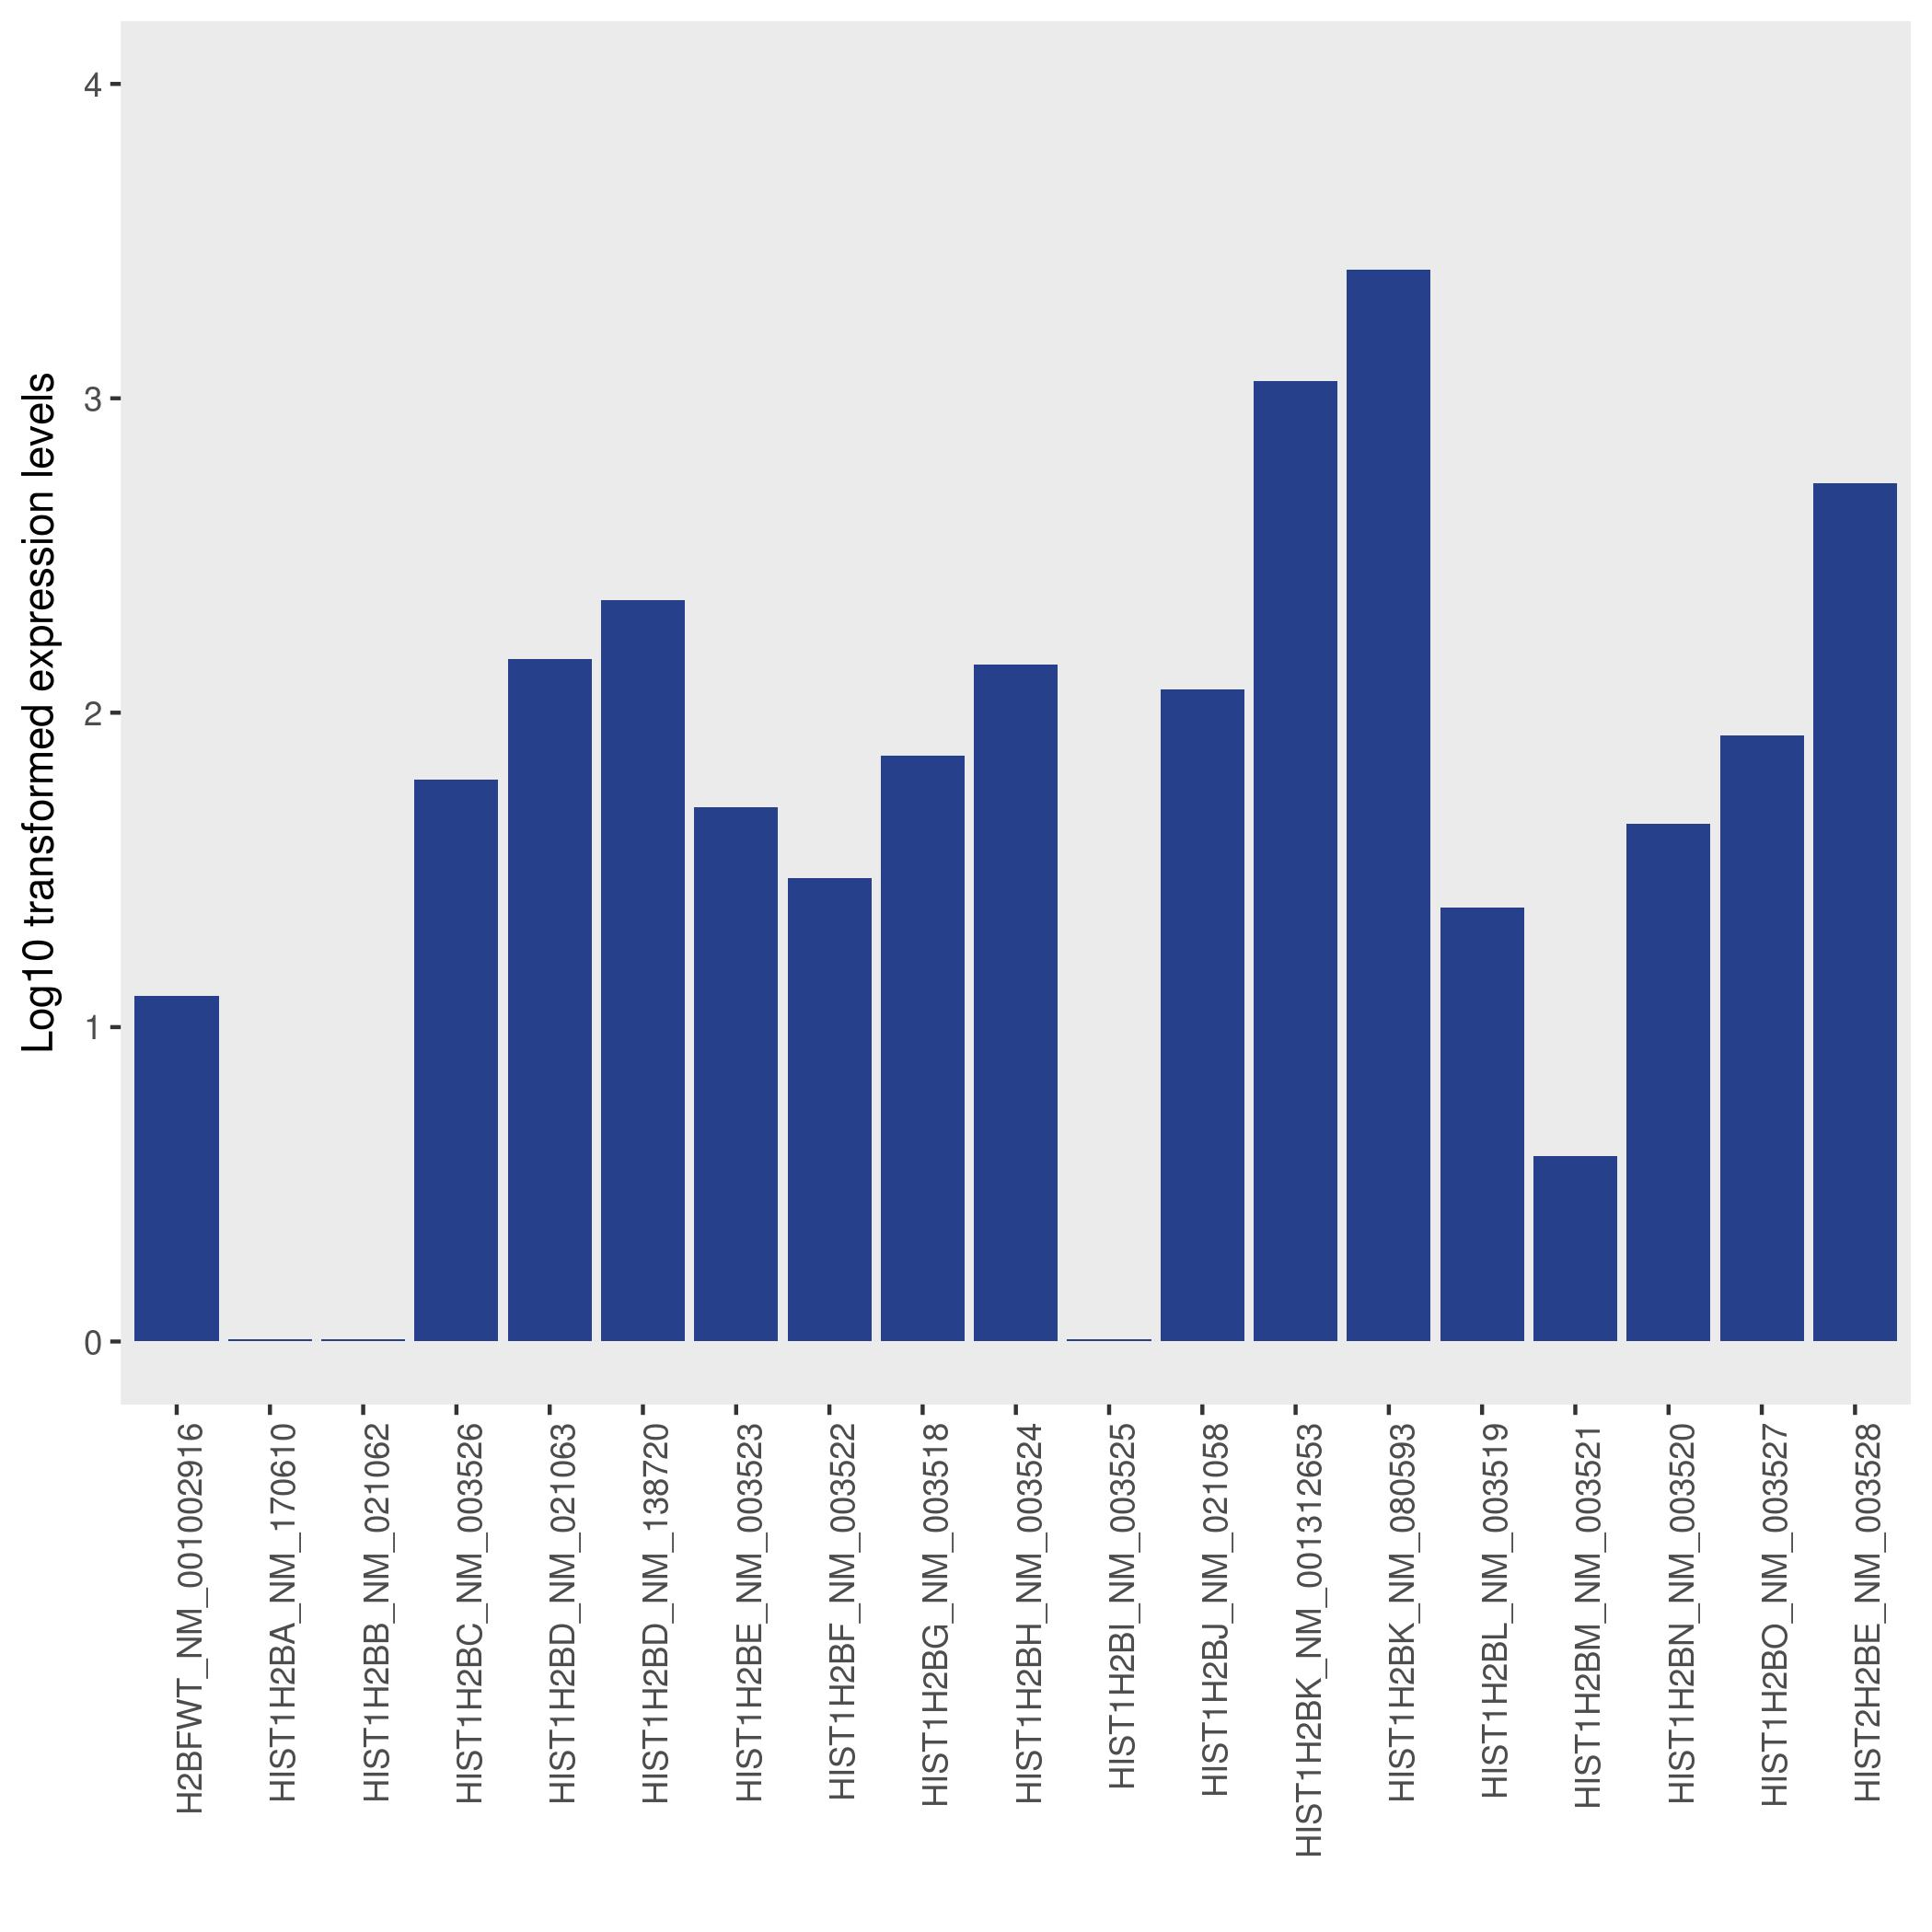 Log10 transformed expression levels
4
3
2
1
0
H2BFWT_NM_001002916
HIST1H2BA_NM_170610
HIST1H2BB_NM_021062
HIST1H2BC_NM_003526
HIST1H2BD_NM_021063
HIST1H2BD_NM_138720
HIST1H2BE_NM_003523
HIST1H2BF_NM_003522
HIST1H2BG_NM_003518
HIST1H2BH_NM_003524
HIST1H2BI_NM_003525
HIST1H2BJ_NM_021058
HIST1H2BK_NM_001312653
HIST1H2BK_NM_080593
HIST1H2BL_NM_003519
HIST1H2BM_NM_003521
HIST1H2BN_NM_003520
HIST1H2BO_NM_003527
HIST2H2BE_NM_003528